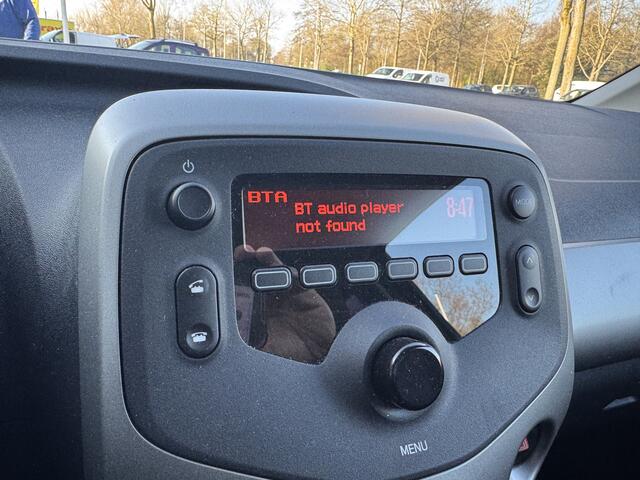 BTA
BT audio player
not found
8:47
MODE
MENU